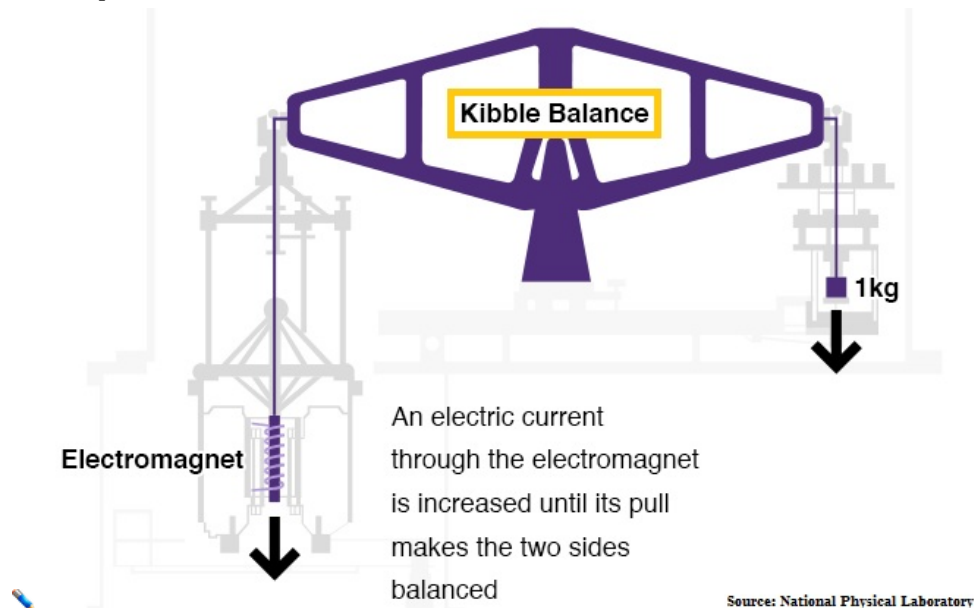 Kibble Balance
1kg
Electromagnet
An electric current
through the electromagnet
is increased until its pull
makes the two sides
balanced
Source: National Physical Laboratory